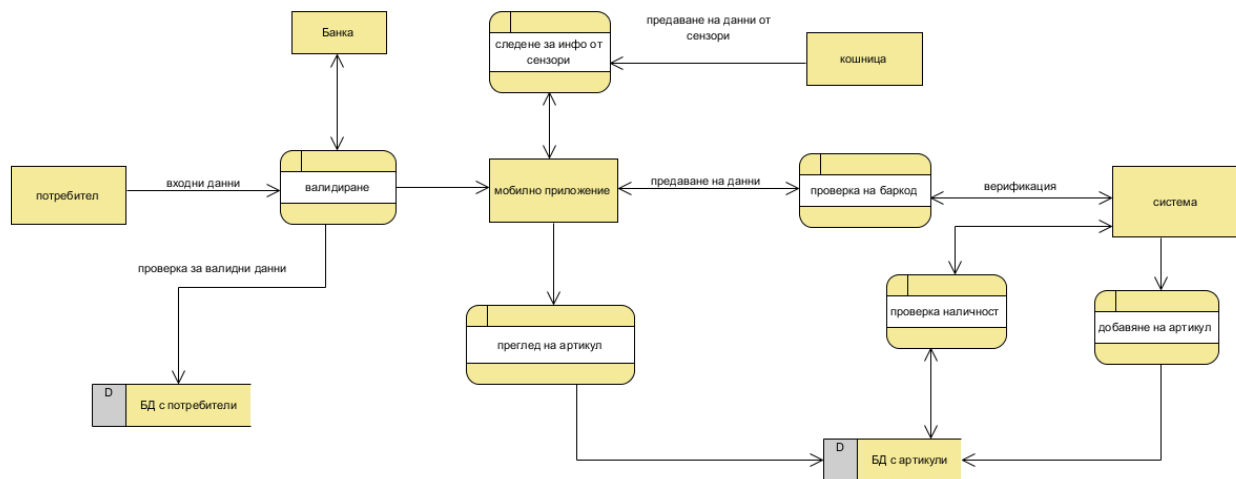 Банка
следене за инфо от
сензори
предаване на данни от
сензори
кошница
потребител
входни данни
валидиране
мобилно приложение
предаване на данни
проверка на баркод
верификация
система
проверка за валидни данни
преглед на артикул
проверка наличност
добавяне на артикул
D
БД с потребители
D
БД с артикули